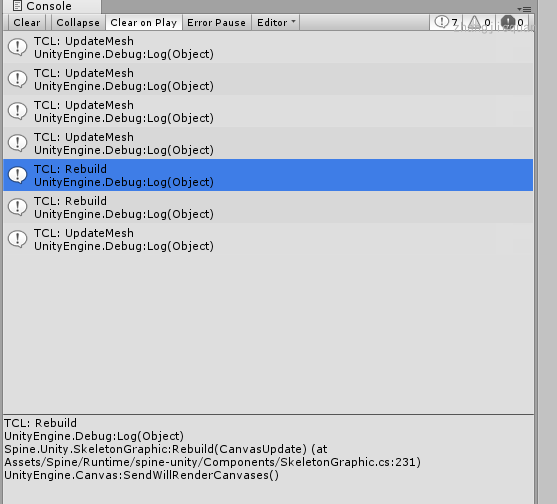 Console
Clear Collapse Clear on Play Error Pause Editor 7 0 0
TCL: UpdateMesh
UnityEngine.Debug:Log(Object)
TCL: UpdateMesh
UnityEngine.Debug:Log(Object)
TCL: UpdateMesh
UnityEngine.Debug:Log(Object)
TCL: UpdateMesh
UnityEngine.Debug:Log(Object)
TCL: Rebuild
UnityEngine.Debug:Log(Object)
TCL: Rebuild
UnityEngine.Debug:Log(Object)
TCL: UpdateMesh
UnityEngine.Debug:Log(Object)
TCL: Rebuild
UnityEngine.Debug:Log(Object)
Spine.Unity.SkeletonGraphic:Rebuild(CanvasUpdate) (at
Assets/Spine/Runtime/spine-unity/Components/SkeletonGraphic.cs:231)
UnityEngine.Canvas:SendWillRenderCanvases()